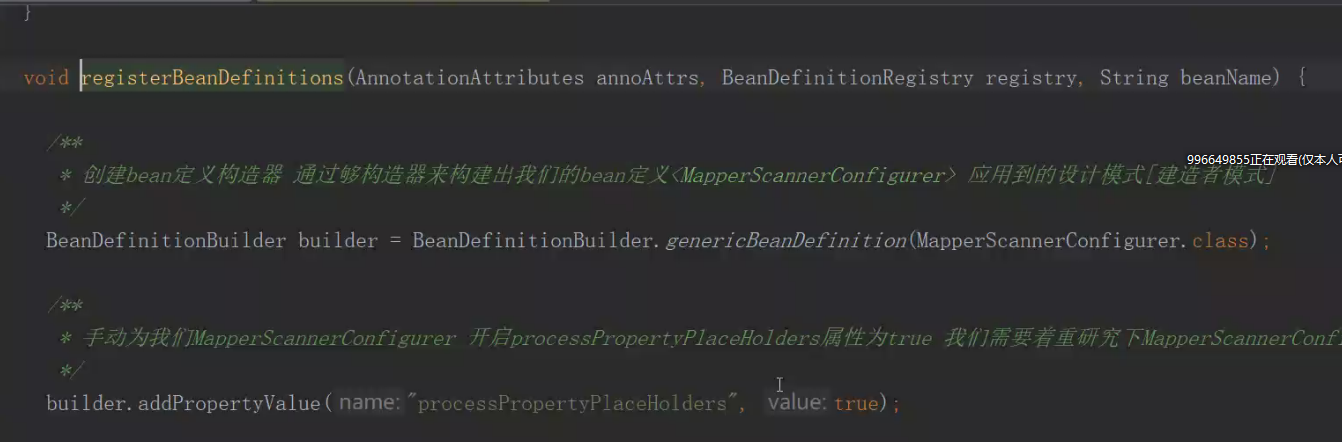 }
void registerBeanDefinitions(AnnotationAttributes annoAttrs, BeanDefinitionRegistry registry, String beanName) {
/**
996649855正在观看(仅本人可
* 创建bean定义构造器 通过够构造器来构建出我们的bean定义<MapperScannerConfigurer> 应用到的设计模式[建造者模式]
*/
BeanDefinitionBuilder builder = BeanDefinitionBuilder.genericBeanDefinition(MapperScannerConfigurer.class);
/**
* 手动为我们MapperScannerConfigurer 开启processPropertyPlaceHolders属性为true 我们需要着重研究下MapperScannerConf
*/
builder.addPropertyValue( name: "processPropertyPlaceHolders", value: true);